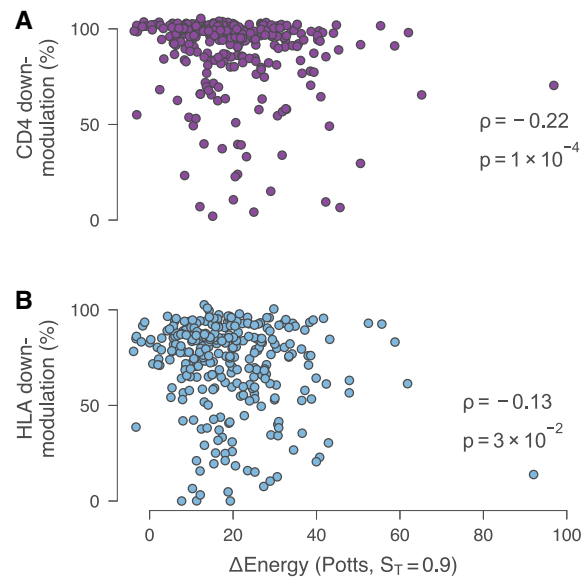 A
CD4 down-
modulation (%)
100
50
0
ρ = −0.22
p = 1 × 10⁻⁴
B
HLA down-
modulation (%)
100
50
0
ρ = −0.13
p = 3 × 10⁻²
0 20 40 60 80 100
ΔEnergy (Potts, S_T = 0.9)